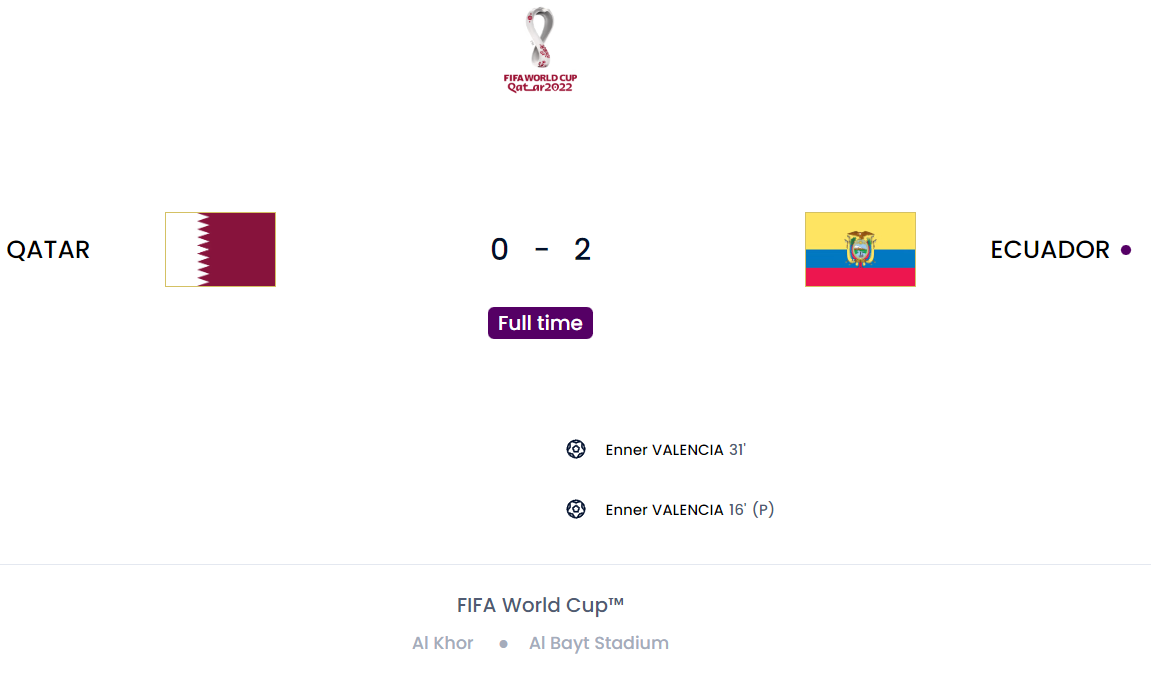 FIFA WORLD CUP
Qatar2022
QATAR 0 - 2 ECUADOR
Full time
Enner VALENCIA 31'
Enner VALENCIA 16' (P)
FIFA World Cup™
Al Khor • Al Bayt Stadium